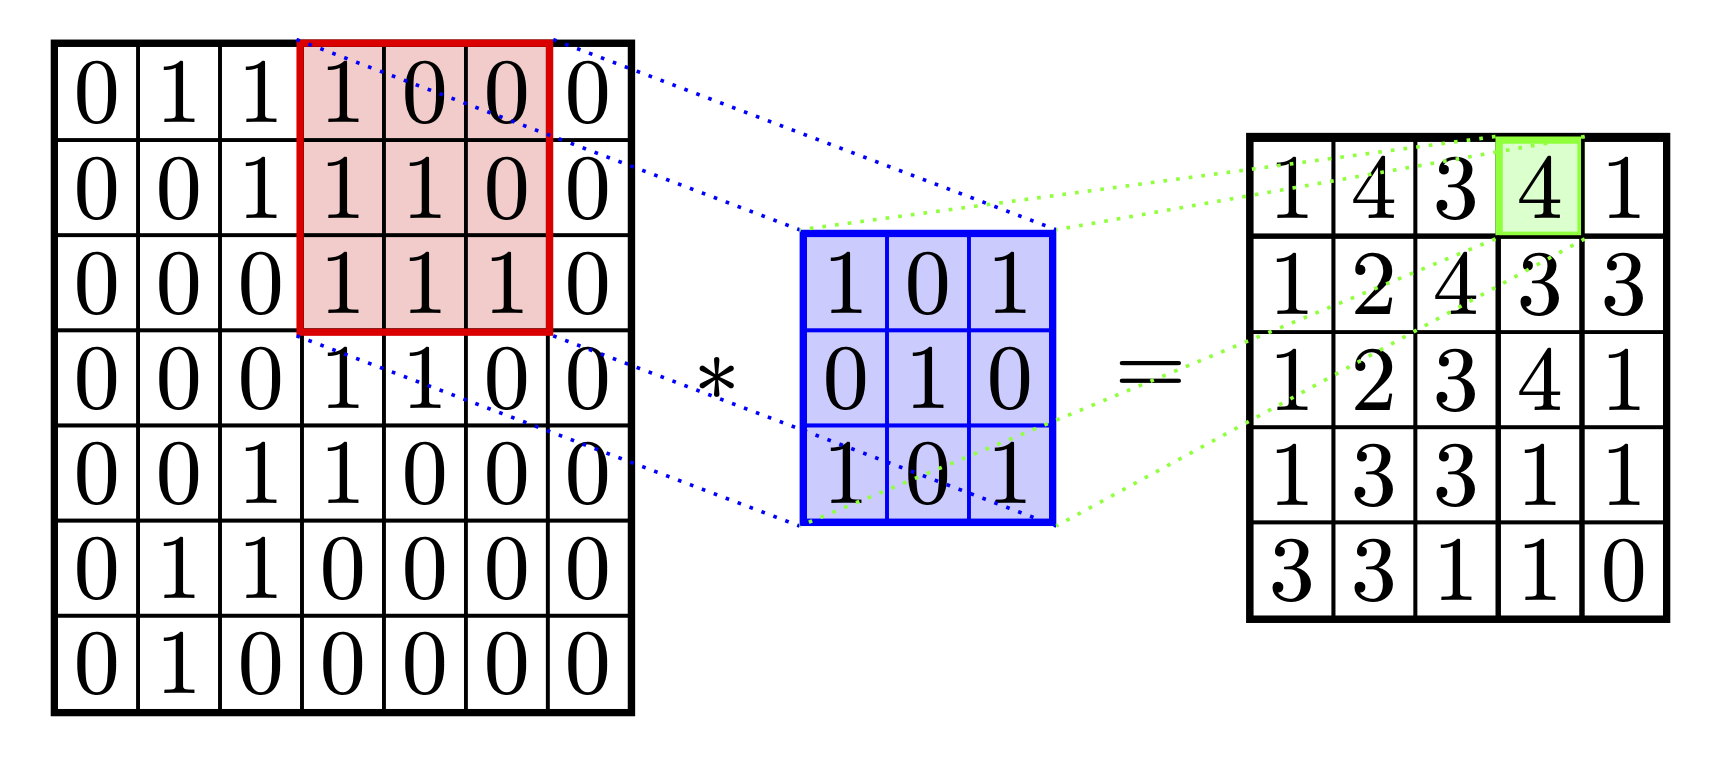 0 1 1 1 0 0 0
0 0 1 1 1 0 0
0 0 0 1 1 1 0
0 0 0 1 1 0 0
0 0 1 1 0 0 0
0 1 1 0 0 0 0
0 1 0 0 0 0 0
*
1 0 1
0 1 0
1 0 1
=
1 4 3 4 1
1 2 4 3 3
1 2 3 4 1
1 3 3 1 1
3 3 1 1 0